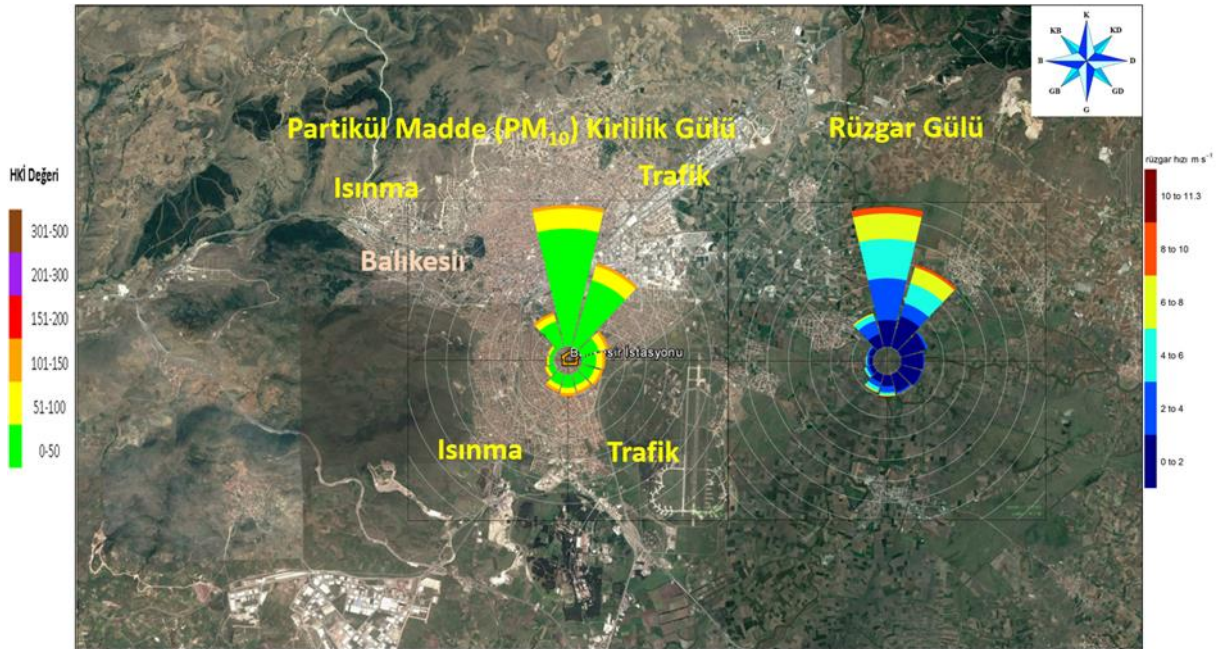 K
KB
KD
B
D
GB
GD
G
Partikül Madde (PM10) Kirlilik Gülü
Rüzgar Gülü
HKİ Değeri
301-500
201-300
151-200
101-150
51-100
0-50
Isınma
Trafik
Balıkesir
İstasyonu
Isınma
Trafik
rüzgar hızı m s-1
10 to 11.3
8 to 10
6 to 8
4 to 6
2 to 4
0 to 2